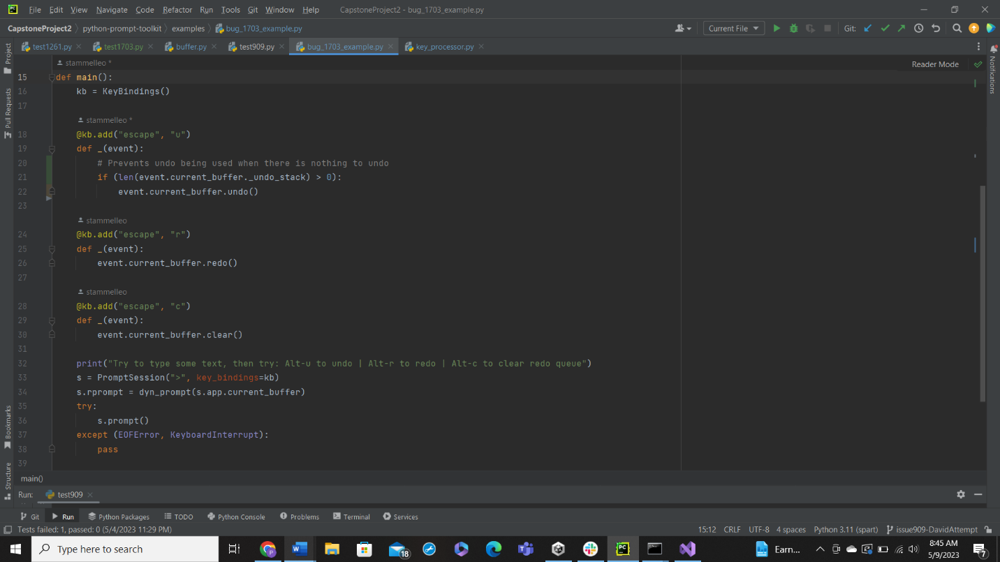 PC File Edit View Navigate Code Refactor Run Tools Git Window Help CapstoneProject2 - bug_1703_example.py
CapstoneProject2 python-prompt-toolkit examples bug_1703_example.py Current File Git:
test1261.py test1703.py buffer.py test909.py bug_1703_example.py key_processor.py
Project
Pull Requests
Bookmarks
Structure
Notifications
Reader Mode
stammelleo *
15 def main():
16 kb = KeyBindings()
17
stammelleo *
18 @kb.add("escape", "u")
19 def _(event):
20 # Prevents undo being used when there is nothing to undo
21 if (len(event.current_buffer._undo_stack) > 0):
22 event.current_buffer.undo()
23
stammelleo
24 @kb.add("escape", "r")
25 def _(event):
26 event.current_buffer.redo()
27
stammelleo
28 @kb.add("escape", "c")
29 def _(event):
30 event.current_buffer.clear()
31
32 print("Try to type some text, then try: Alt-u to undo | Alt-r to redo | Alt-c to clear redo queue")
33 s = PromptSession(">", key_bindings=kb)
34 s.rprompt = dyn_prompt(s.app.current_buffer)
35 try:
36 s.prompt()
37 except (EOFError, KeyboardInterrupt):
38 pass
39
main()
Run: test909
Git Run Python Packages TODO Python Console Problems Terminal Services
Tests failed: 1, passed: 0 (5/4/2023 11:29 PM) 15:12 CRLF UTF-8 4 spaces Python 3.11 (spart) issue909-DavidAttempt
Type here to search P W 18 PC Earn... 8:45 AM
5/9/2023 7